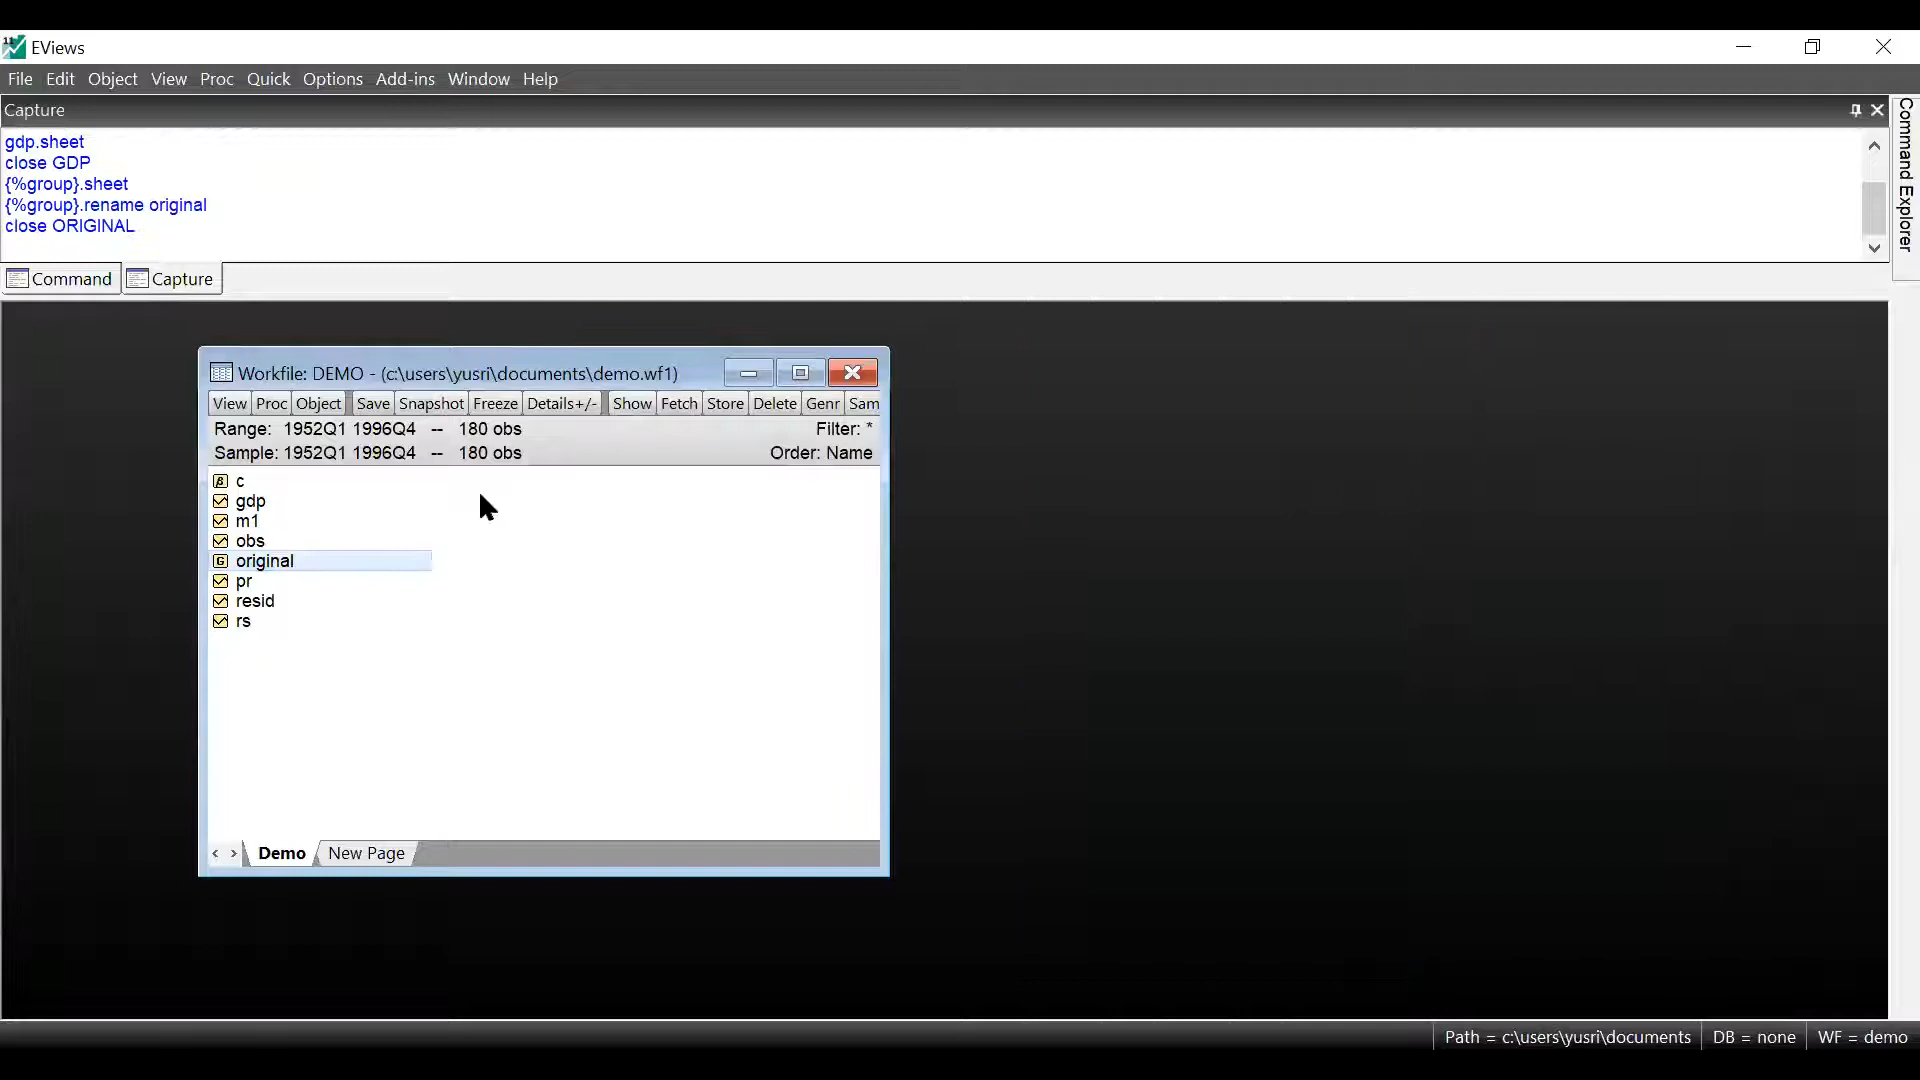 EViews
File Edit Object View Proc Quick Options Add-ins Window Help
Capture
gdp.sheet
close GDP
{%group}.sheet
{%group}.rename original
close ORIGINAL
Command Explorer
Command Capture
Workfile: DEMO - (c:\users\yusri\documents\demo.wf1)
View Proc Object Save Snapshot Freeze Details+/- Show Fetch Store Delete Genr Sam
Range: 1952Q1 1996Q4 -- 180 obs Filter: *
Sample: 1952Q1 1996Q4 -- 180 obs Order: Name
β c
gdp
m1
obs
G original
pr
resid
rs
< > Demo New Page
Path = c:\users\yusri\documents DB = none WF = demo